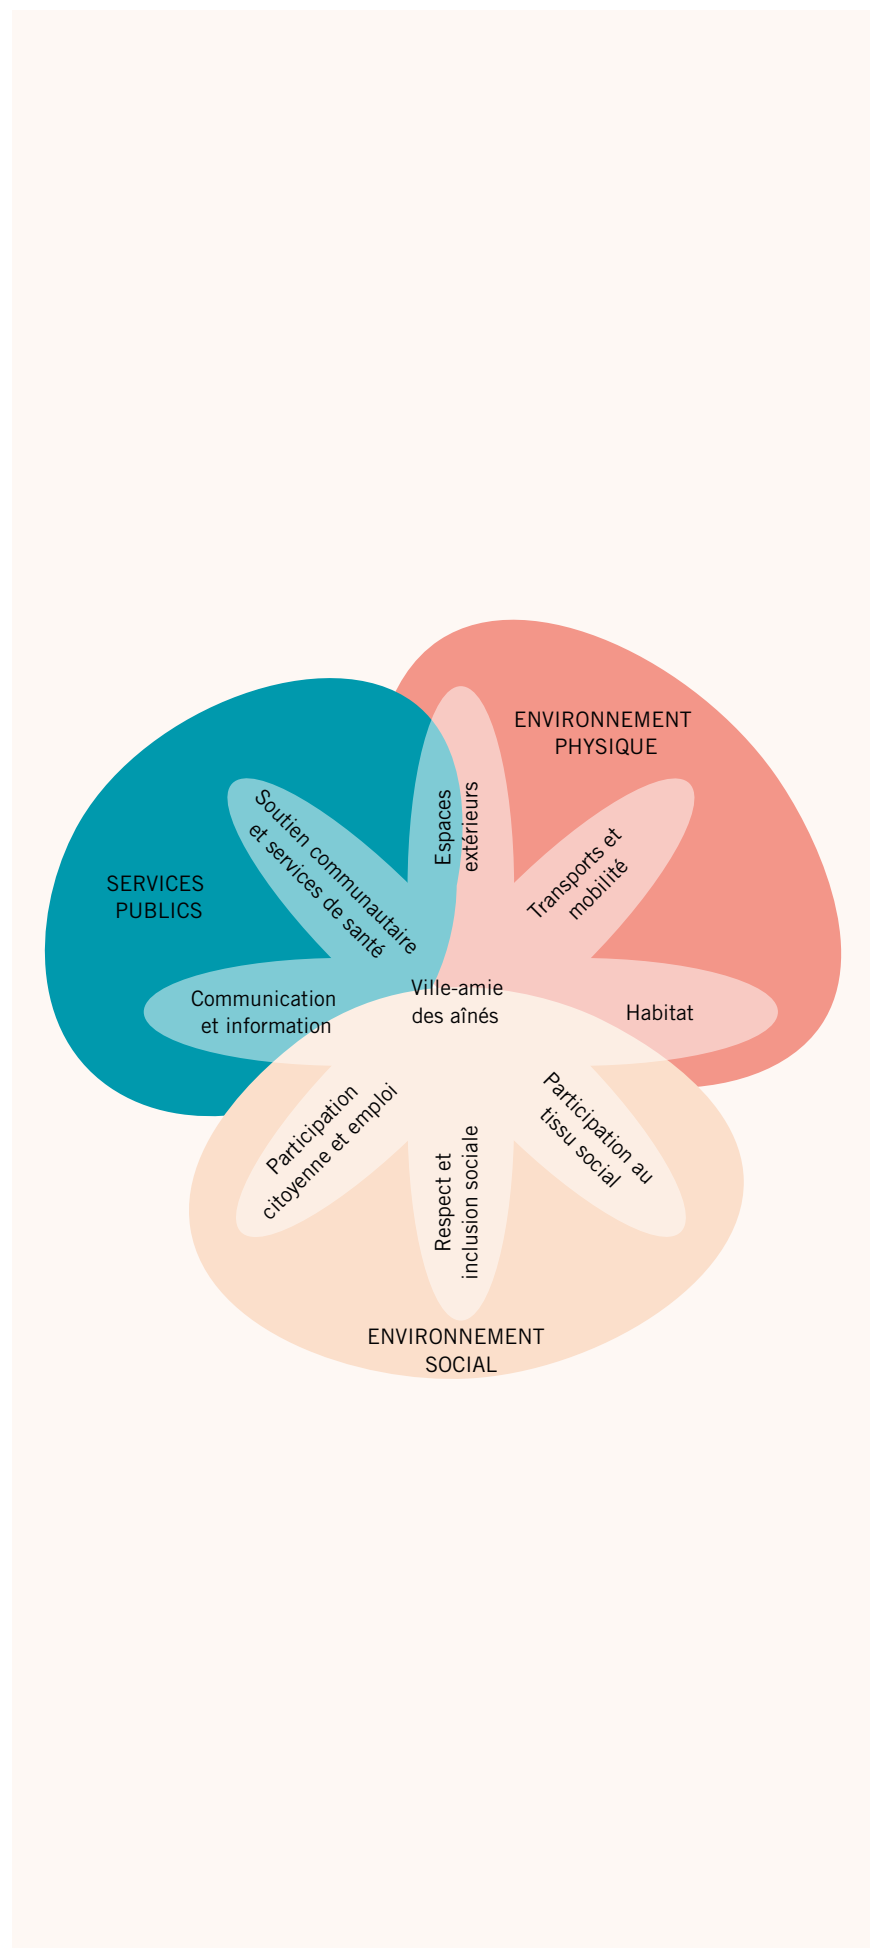 ENVIRONNEMENT
PHYSIQUE
Espaces
extérieurs
Soutien communautaire
et services de santé
Transports et
mobilité
SERVICES
PUBLICS
Communication
et information
Ville-amie
des aînés
Habitat
Participation
citoyenne et emploi
Respect et
inclusion sociale
Participation au
tissu social
ENVIRONNEMENT
SOCIAL